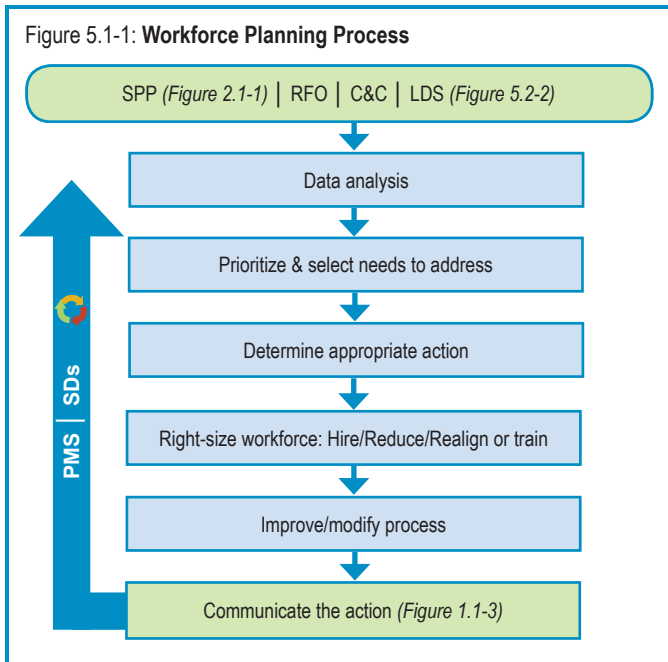 Figure 5.1-1: Workforce Planning Process
SPP (Figure 2.1-1) | RFO | C&C | LDS (Figure 5.2-2)
Data analysis
Prioritize & select needs to address
Determine appropriate action
Right-size workforce: Hire/Reduce/Realign or train
Improve/modify process
Communicate the action (Figure 1.1-3)
PMS | SDs